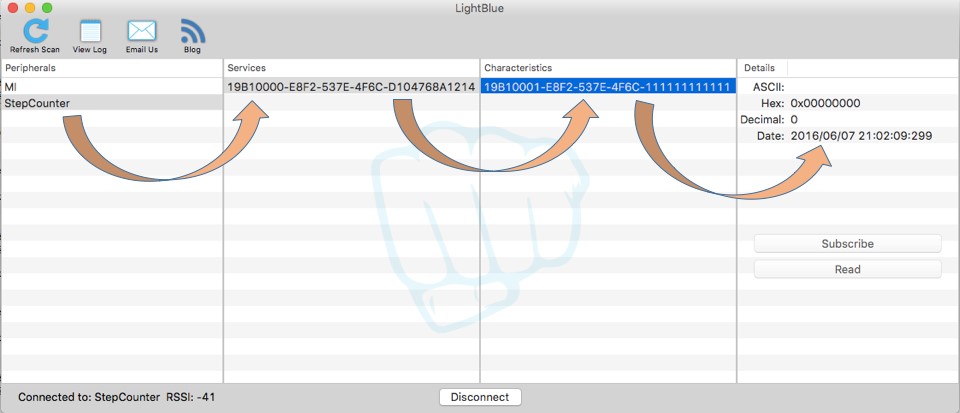 LightBlue
Refresh Scan View Log Email Us Blog
Peripherals Services Characteristics Details
MI 19B10000-E8F2-537E-4F6C-D104768A1214 19B10001-E8F2-537E-4F6C-111111111111 ASCII:
StepCounter Hex: 0x00000000
Decimal: 0
Date: 2016/06/07 21:02:09:299
Subscribe
Read
Connected to: StepCounter RSSI: -41 Disconnect